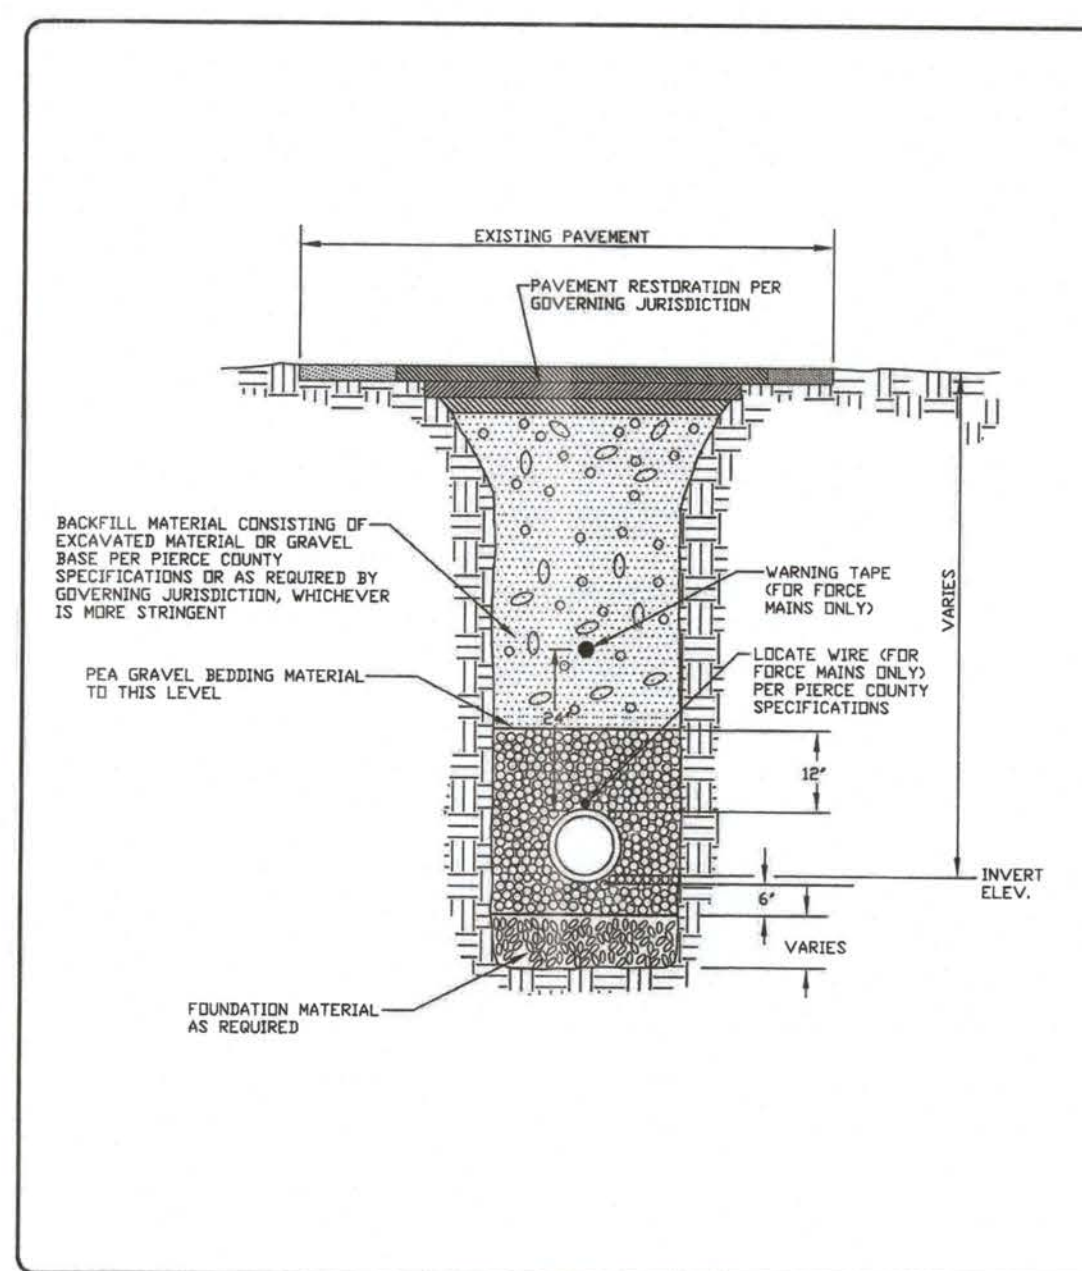 EXISTING PAVEMENT
PAVEMENT RESTORATION PER
GOVERNING JURISDICTION
BACKFILL MATERIAL CONSISTING OF
EXCAVATED MATERIAL OR GRAVEL
BASE PER PIERCE COUNTY
SPECIFICATIONS OR AS REQUIRED BY
GOVERNING JURISDICTION, WHICHEVER
IS MORE STRINGENT
WARNING TAPE
(FOR FORCE
MAINS ONLY)
VARIES
LOCATE WIRE (FOR
FORCE MAINS ONLY)
PER PIERCE COUNTY
SPECIFICATIONS
PEA GRAVEL BEDDING MATERIAL
TO THIS LEVEL
24"
12"
INVERT
ELEV.
6"
VARIES
FOUNDATION MATERIAL
AS REQUIRED